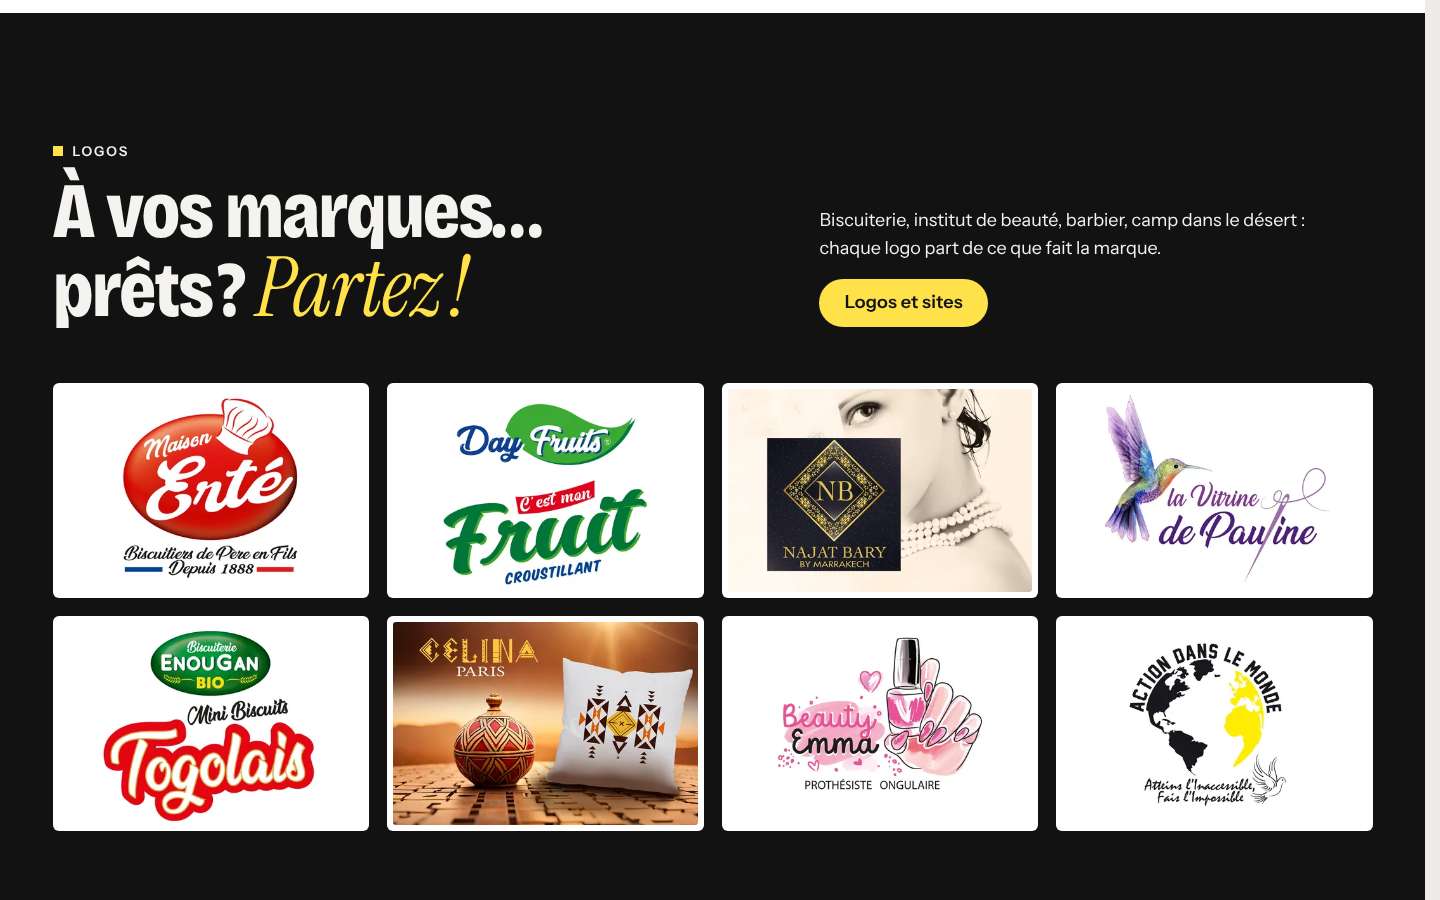 LOGOS
À vos marques...
prêts ? Partez !
Biscuiterie, institut de beauté, barbier, camp dans le désert :
chaque logo part de ce que fait la marque.
Logos et sites
Maison
Erté
Biscuitiers de Père en Fils
Depuis 1888
Day Fruits®
C'est mon
Fruit
CROUSTILLANT
NB
NAJAT BARY
BY MARRAKECH
la Vitrine
de Pauline
Biscuiterie
ENOUGAN
BIO
Mini Biscuits
Togolais
CELINA
PARIS
Beauty
Emma
PROTHÉSISTE ONGULAIRE
ACTION DANS LE MONDE
Atteins l'Inaccessible,
Fais l'Impossible